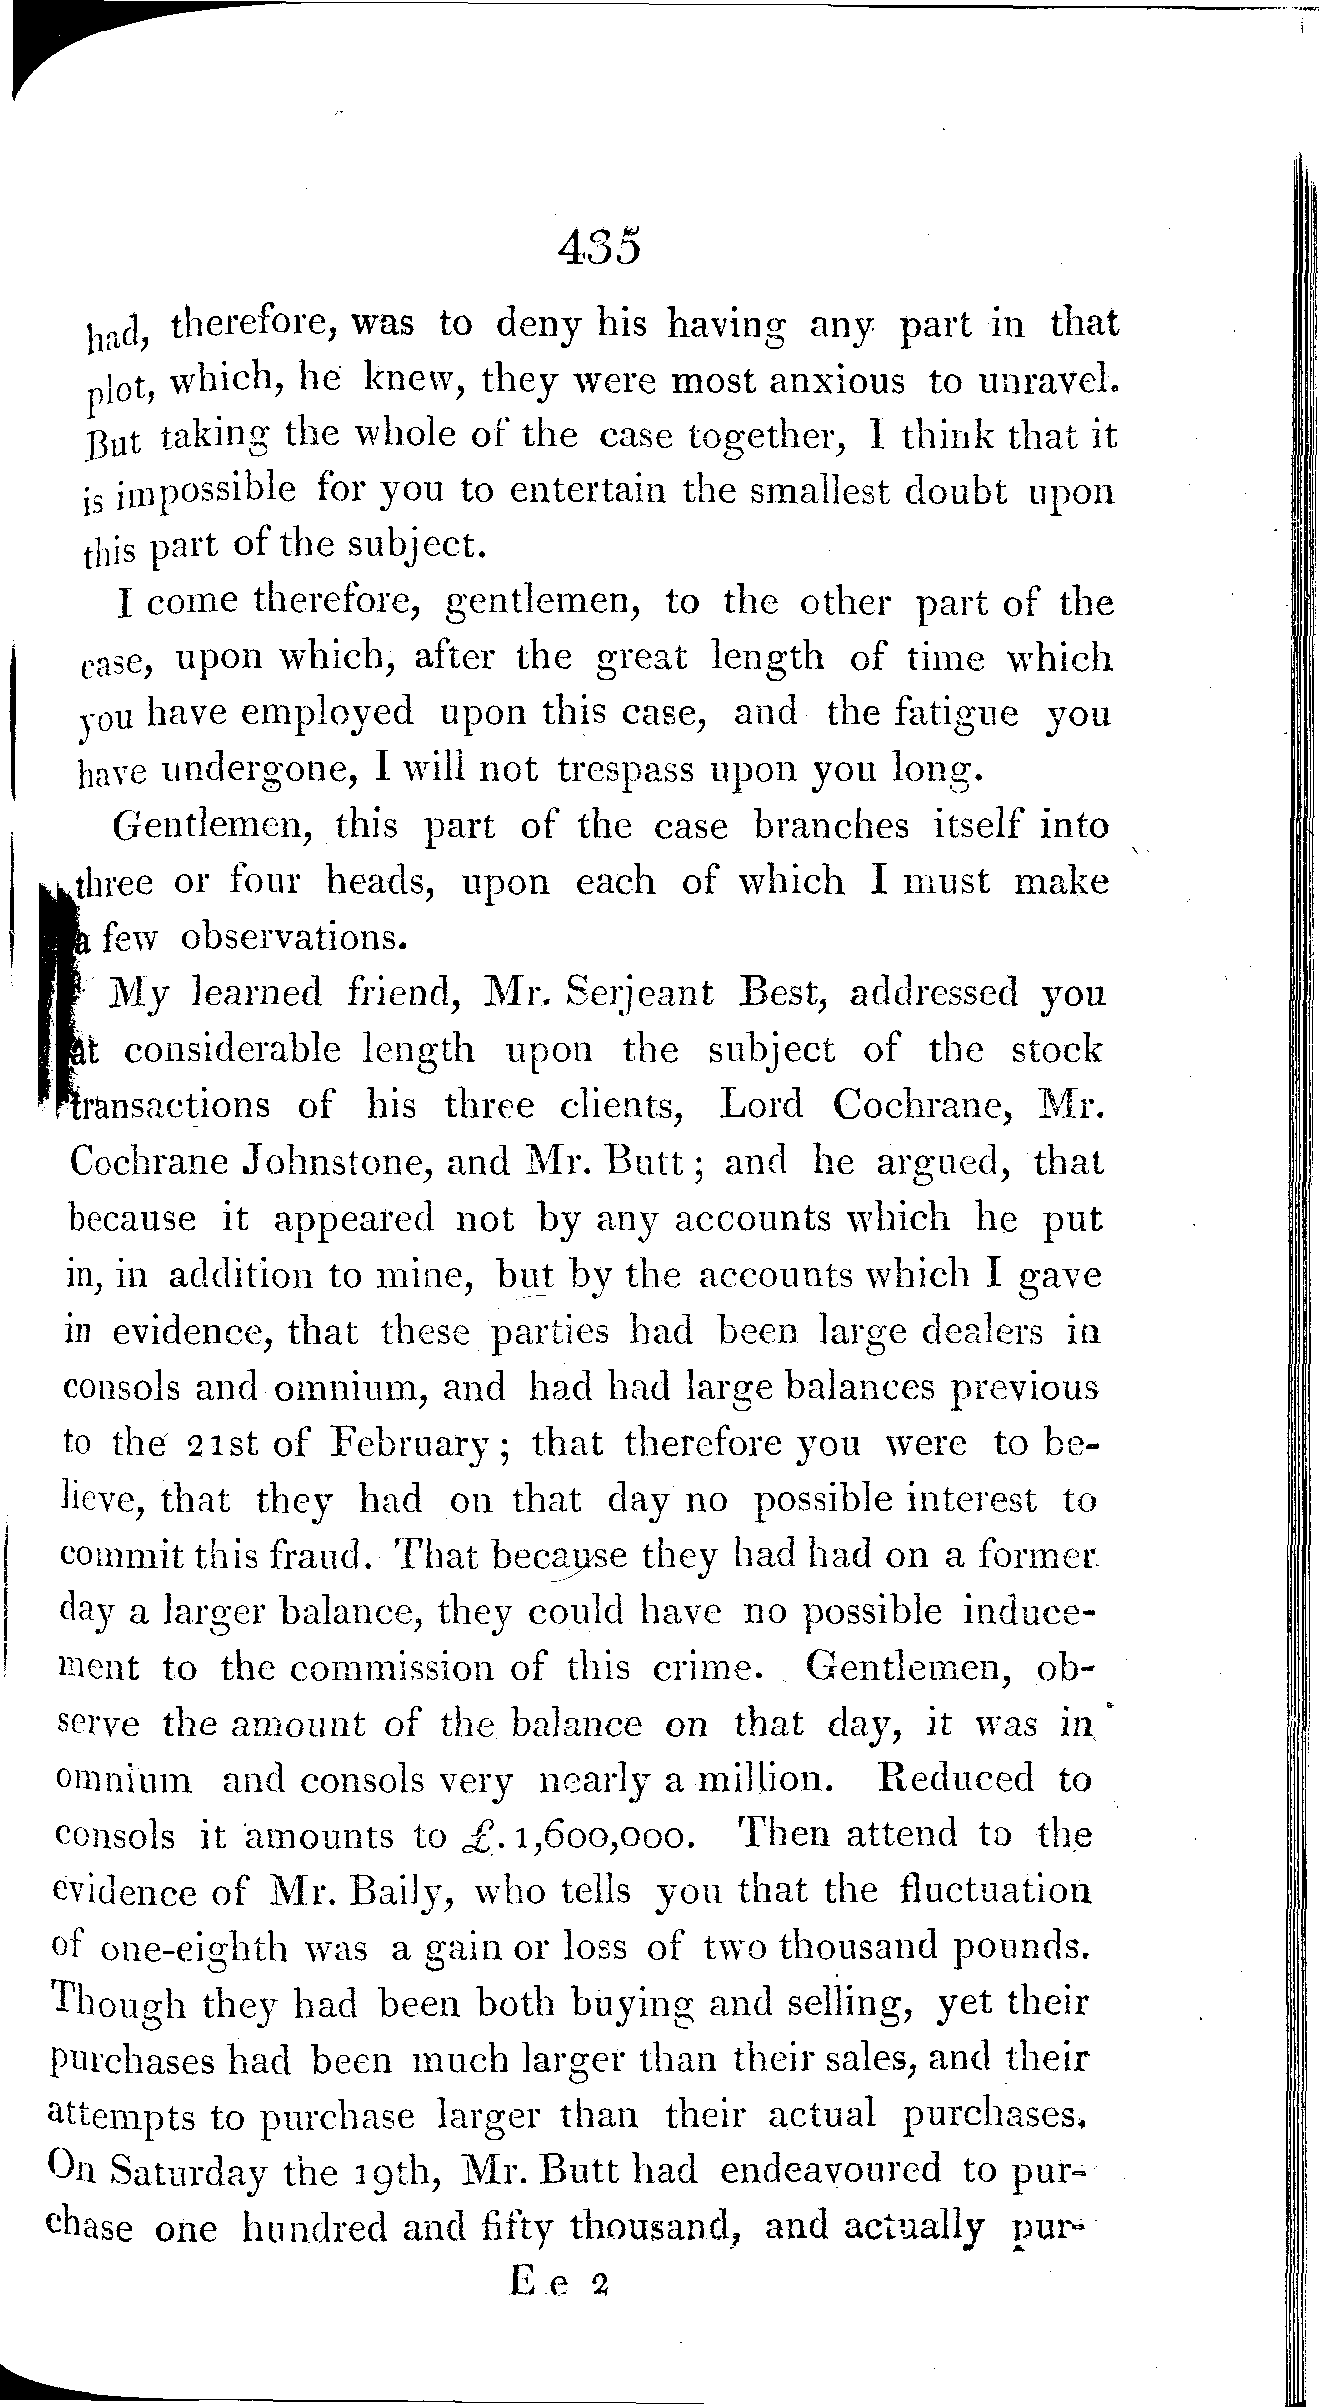 435
had, therefore, was to deny his having any part in that
plot, which, he knew, they were most anxious to unravel.
But taking the whole of the case together, I think that it
is impossible for you to entertain the smallest doubt upon
this part of the subject.
I come therefore, gentlemen, to the other part of the
case, upon which, after the great length of time which
you have employed upon this case, and the fatigue you
have undergone, I will not trespass upon you long.
Gentlemen, this part of the case branches itself into
three or four heads, upon each of which I must make
a few observations.
My learned friend, Mr. Serjeant Best, addressed you
at considerable length upon the subject of the stock
transactions of his three clients, Lord Cochrane, Mr.
Cochrane Johnstone, and Mr. Butt; and he argued, that
because it appeared not by any accounts which he put
in, in addition to mine, but by the accounts which I gave
in evidence, that these parties had been large dealers in
consols and omnium, and had had large balances previous
to the 21st of February; that therefore you were to be-
lieve, that they had on that day no possible interest to
commit this fraud. That because they had had on a former
day a larger balance, they could have no possible induce-
ment to the commission of this crime. Gentlemen, ob-
serve the amount of the balance on that day, it was in
omnium and consols very nearly a million. Reduced to
consols it amounts to £. 1,600,000. Then attend to the
evidence of Mr. Baily, who tells you that the fluctuation
of one-eighth was a gain or loss of two thousand pounds.
Though they had been both buying and selling, yet their
purchases had been much larger than their sales, and their
attempts to purchase larger than their actual purchases.
On Saturday the 19th, Mr. Butt had endeavoured to pur-
chase one hundred and fifty thousand, and actually pur-
E e 2